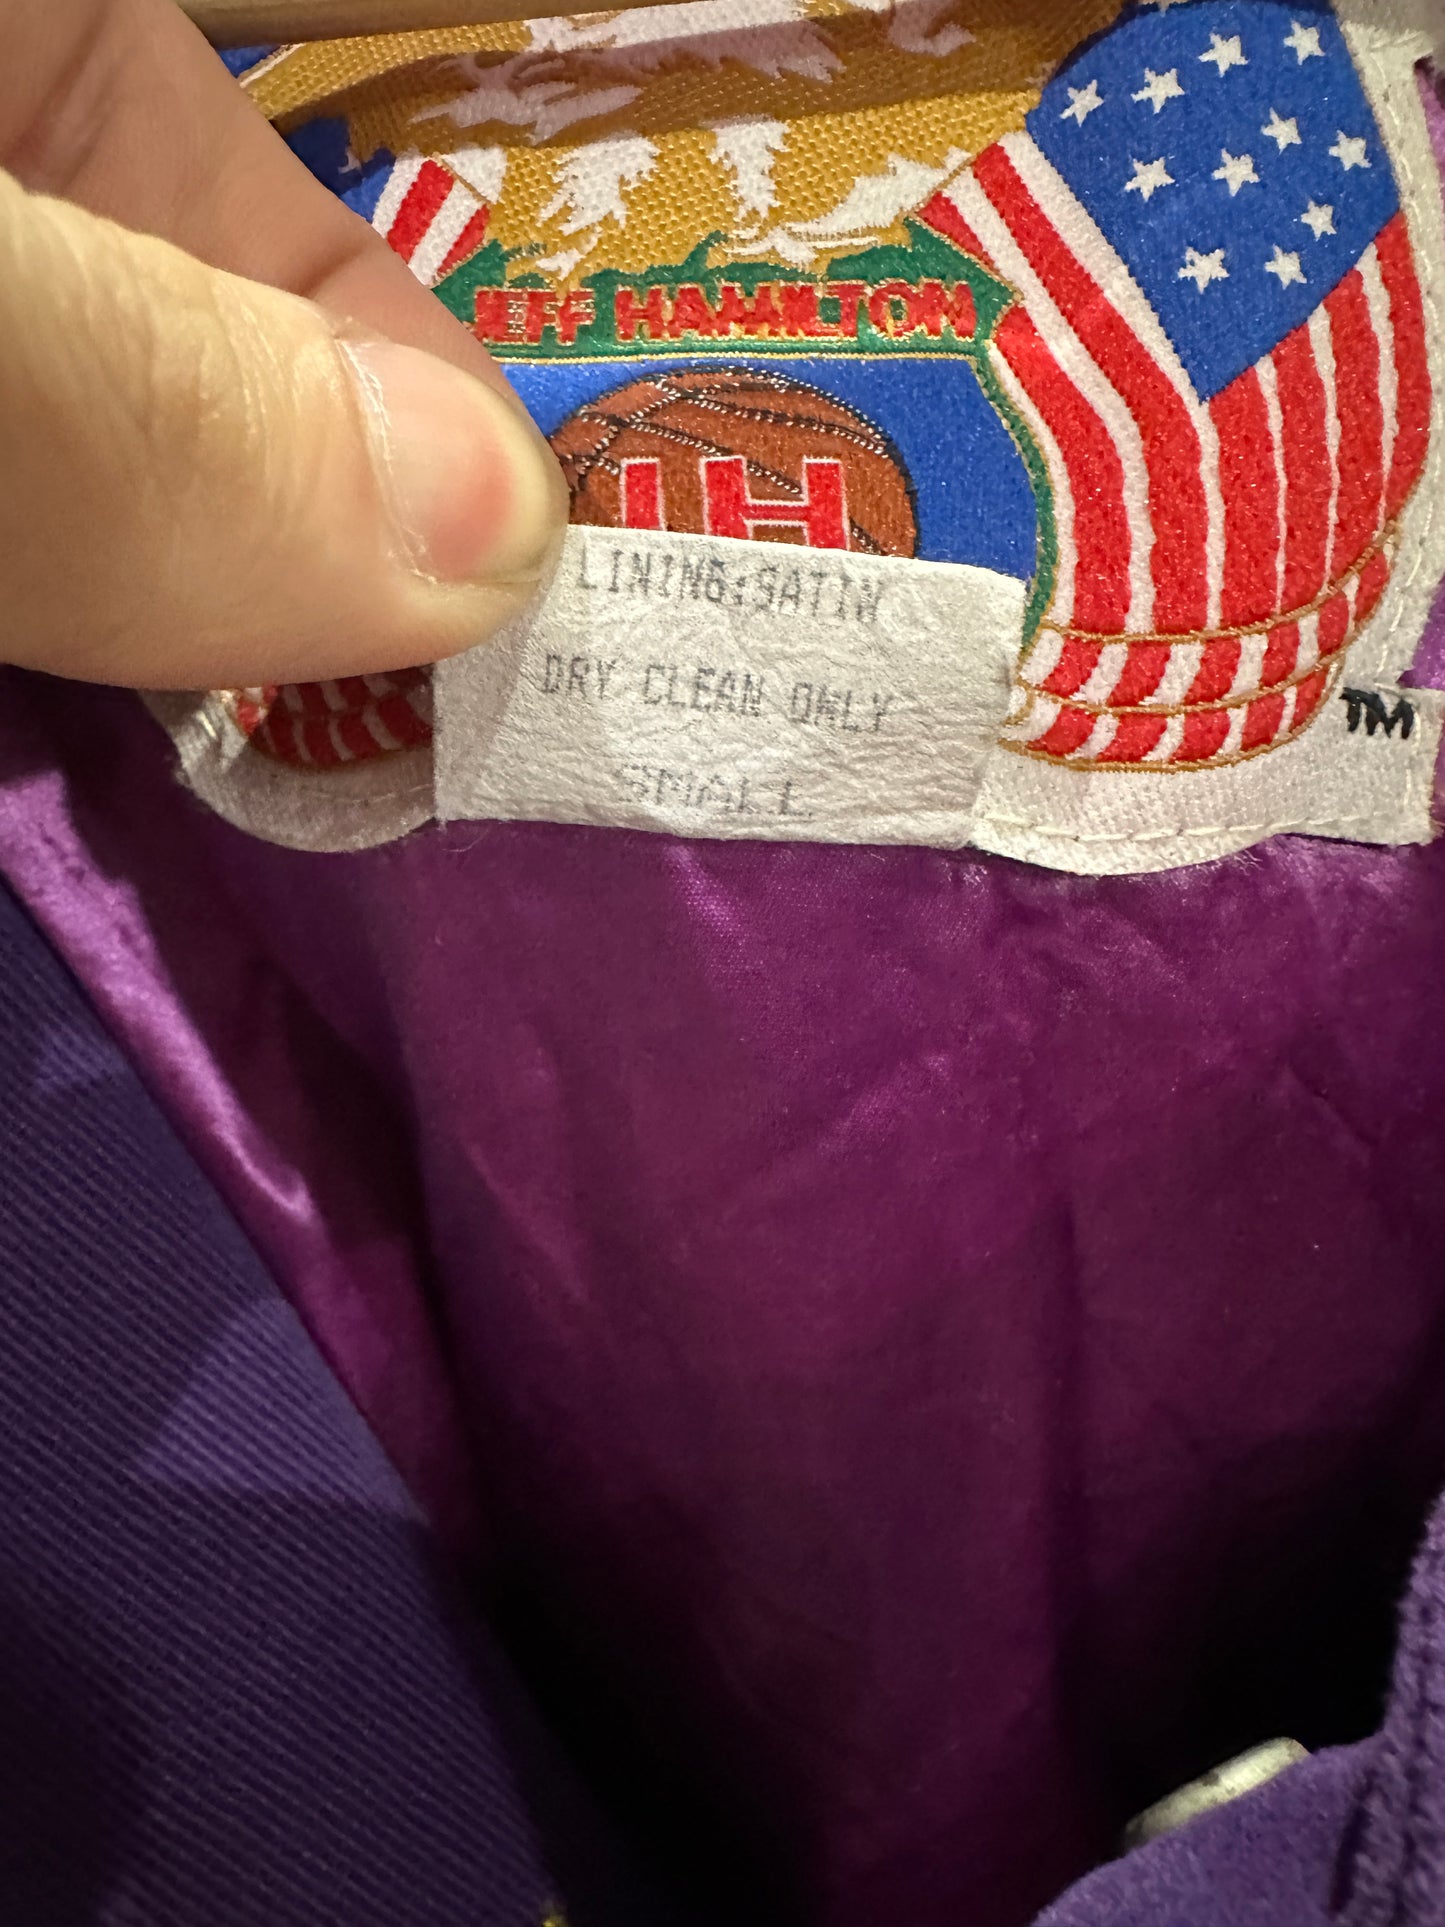 JEFF HAMILTON
JH
LINING:SATIN
DRY CLEAN ONLY
SMALL
TM